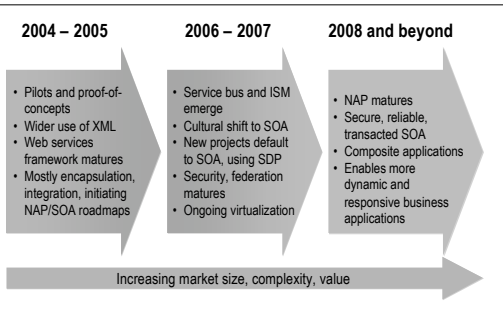 2004 – 2005
2006 – 2007
2008 and beyond
• Pilots and proof-of-
concepts
• Wider use of XML
• Web services
framework matures
• Mostly encapsulation,
integration, initiating
NAP/SOA roadmaps
• Service bus and ISM
emerge
• Cultural shift to SOA
• New projects default
to SOA, using SDP
• Security, federation
matures
• Ongoing virtualization
• NAP matures
• Secure, reliable,
transacted SOA
• Composite applications
• Enables more
dynamic and
responsive business
applications
Increasing market size, complexity, value